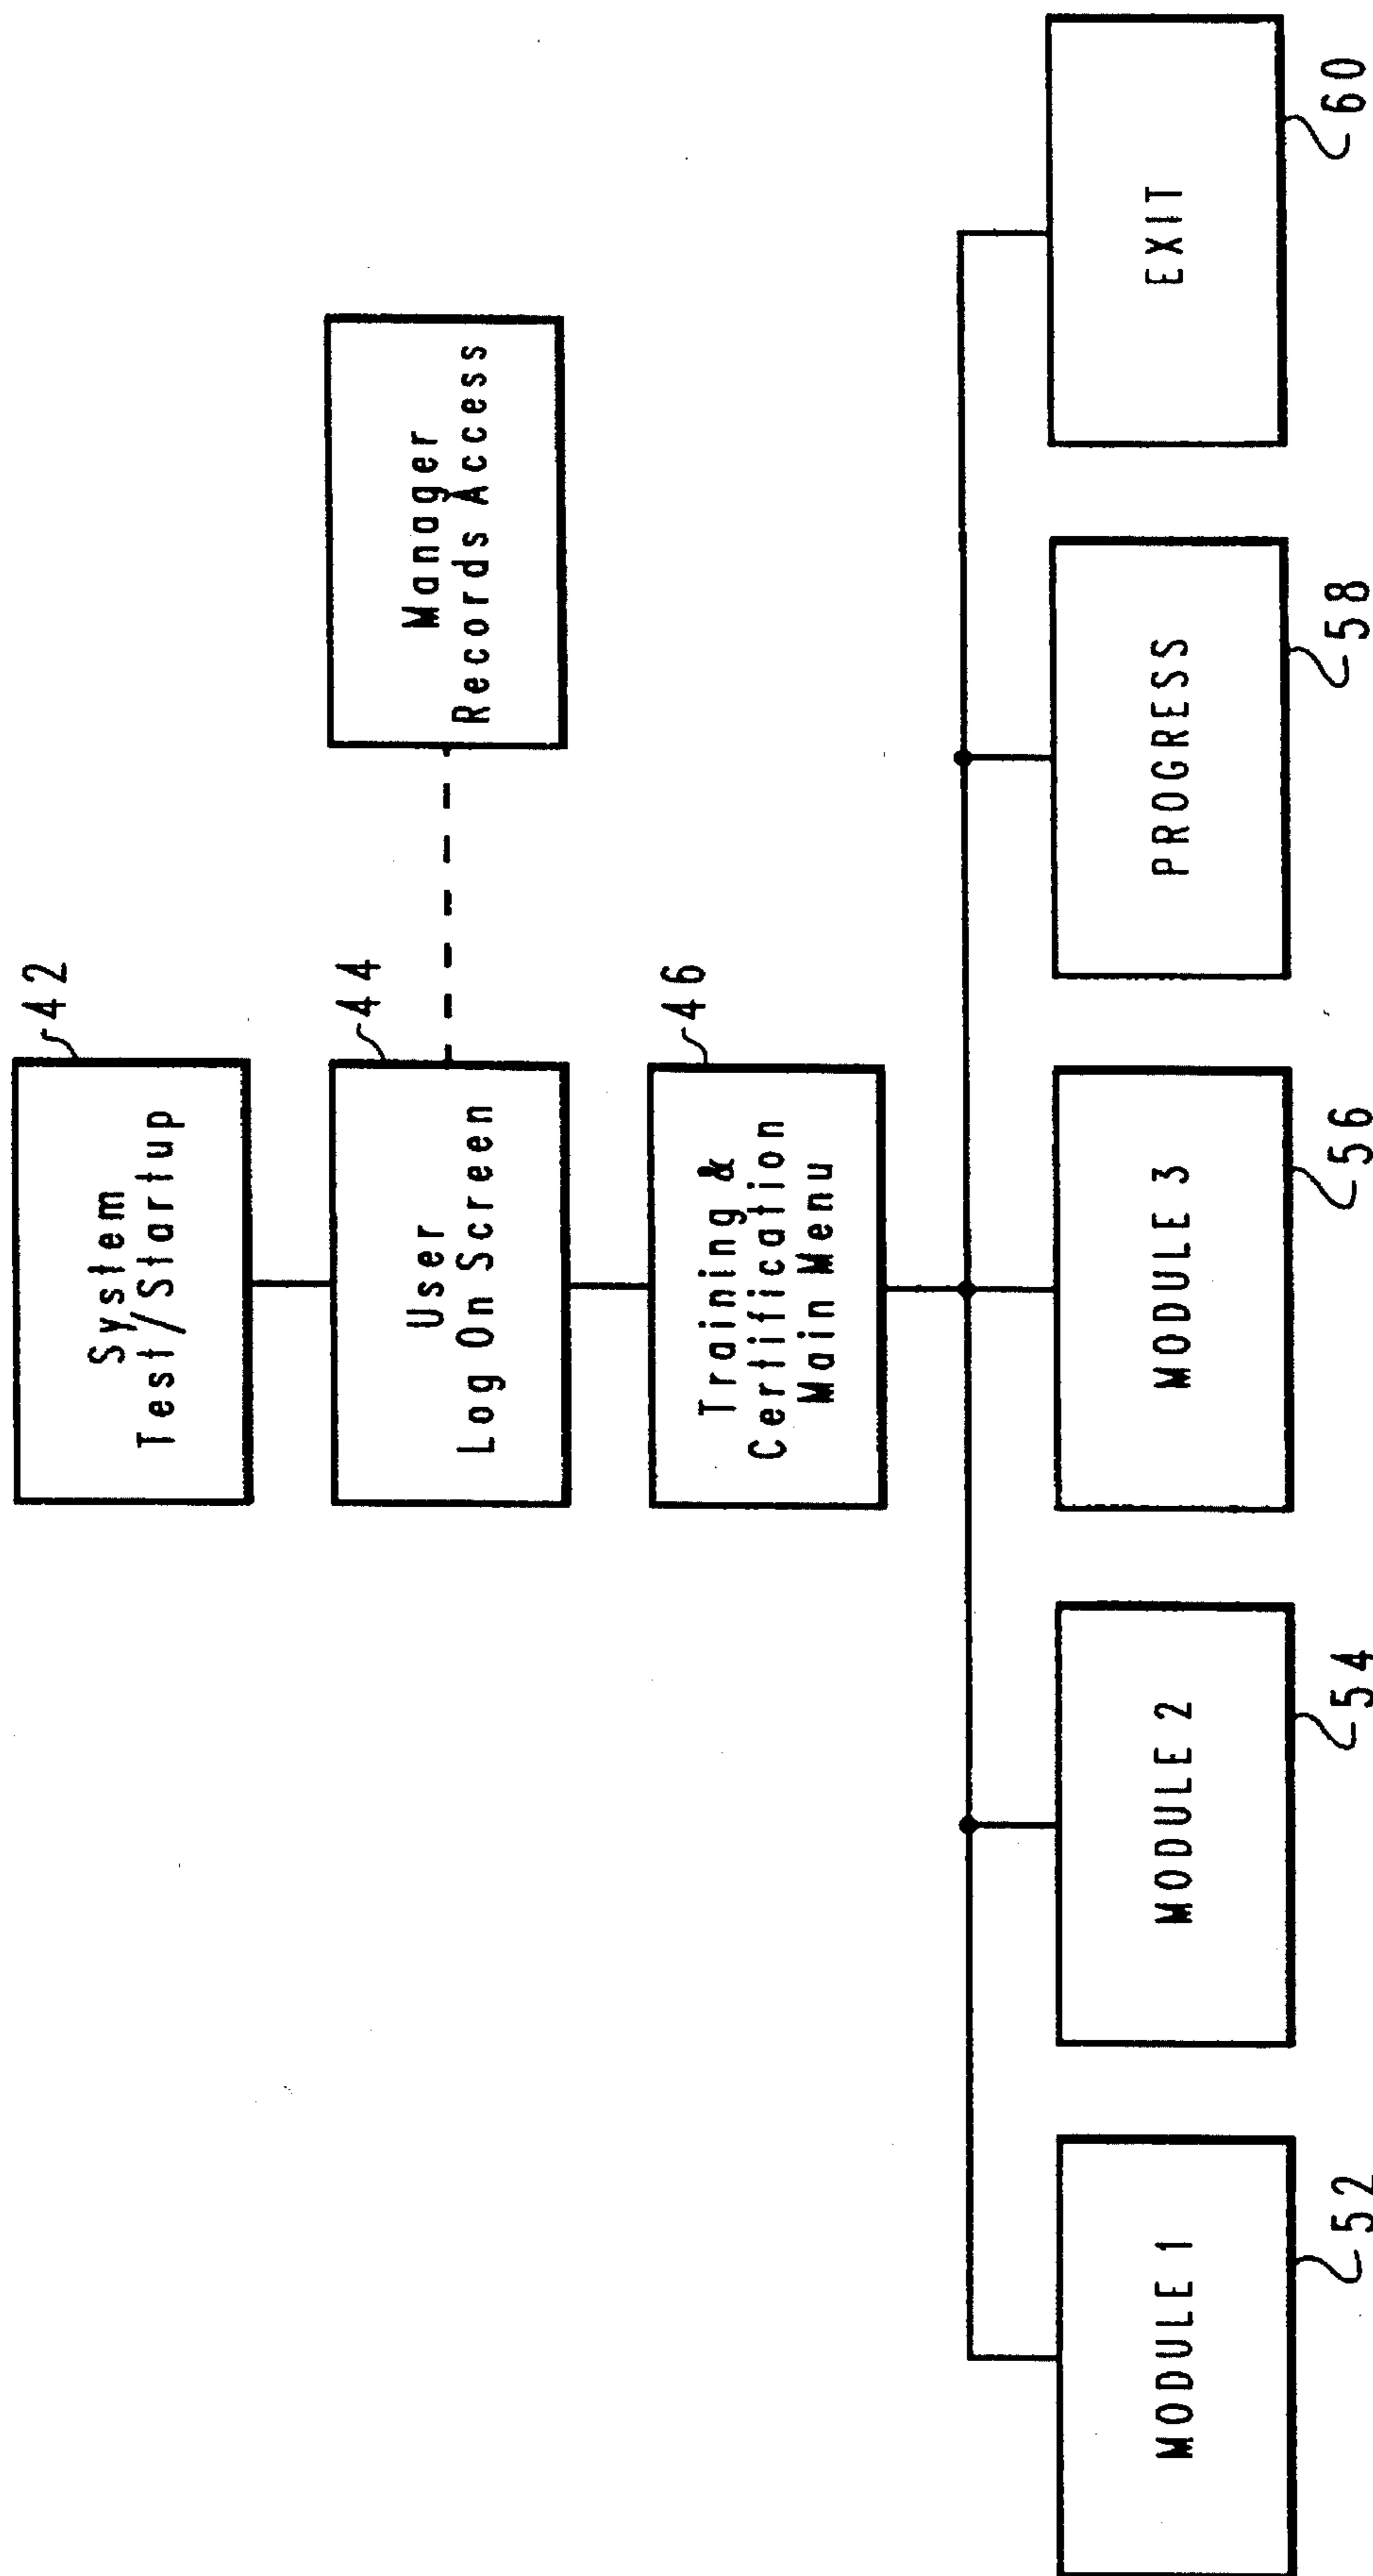 42
System
Test/Startup
44
User
Log On Screen
Manager
Records Access
46
Training &
Certification
Main Menu
MODULE 1
MODULE 2
MODULE 3
PROGRESS
EXIT
52
54
56
58
60